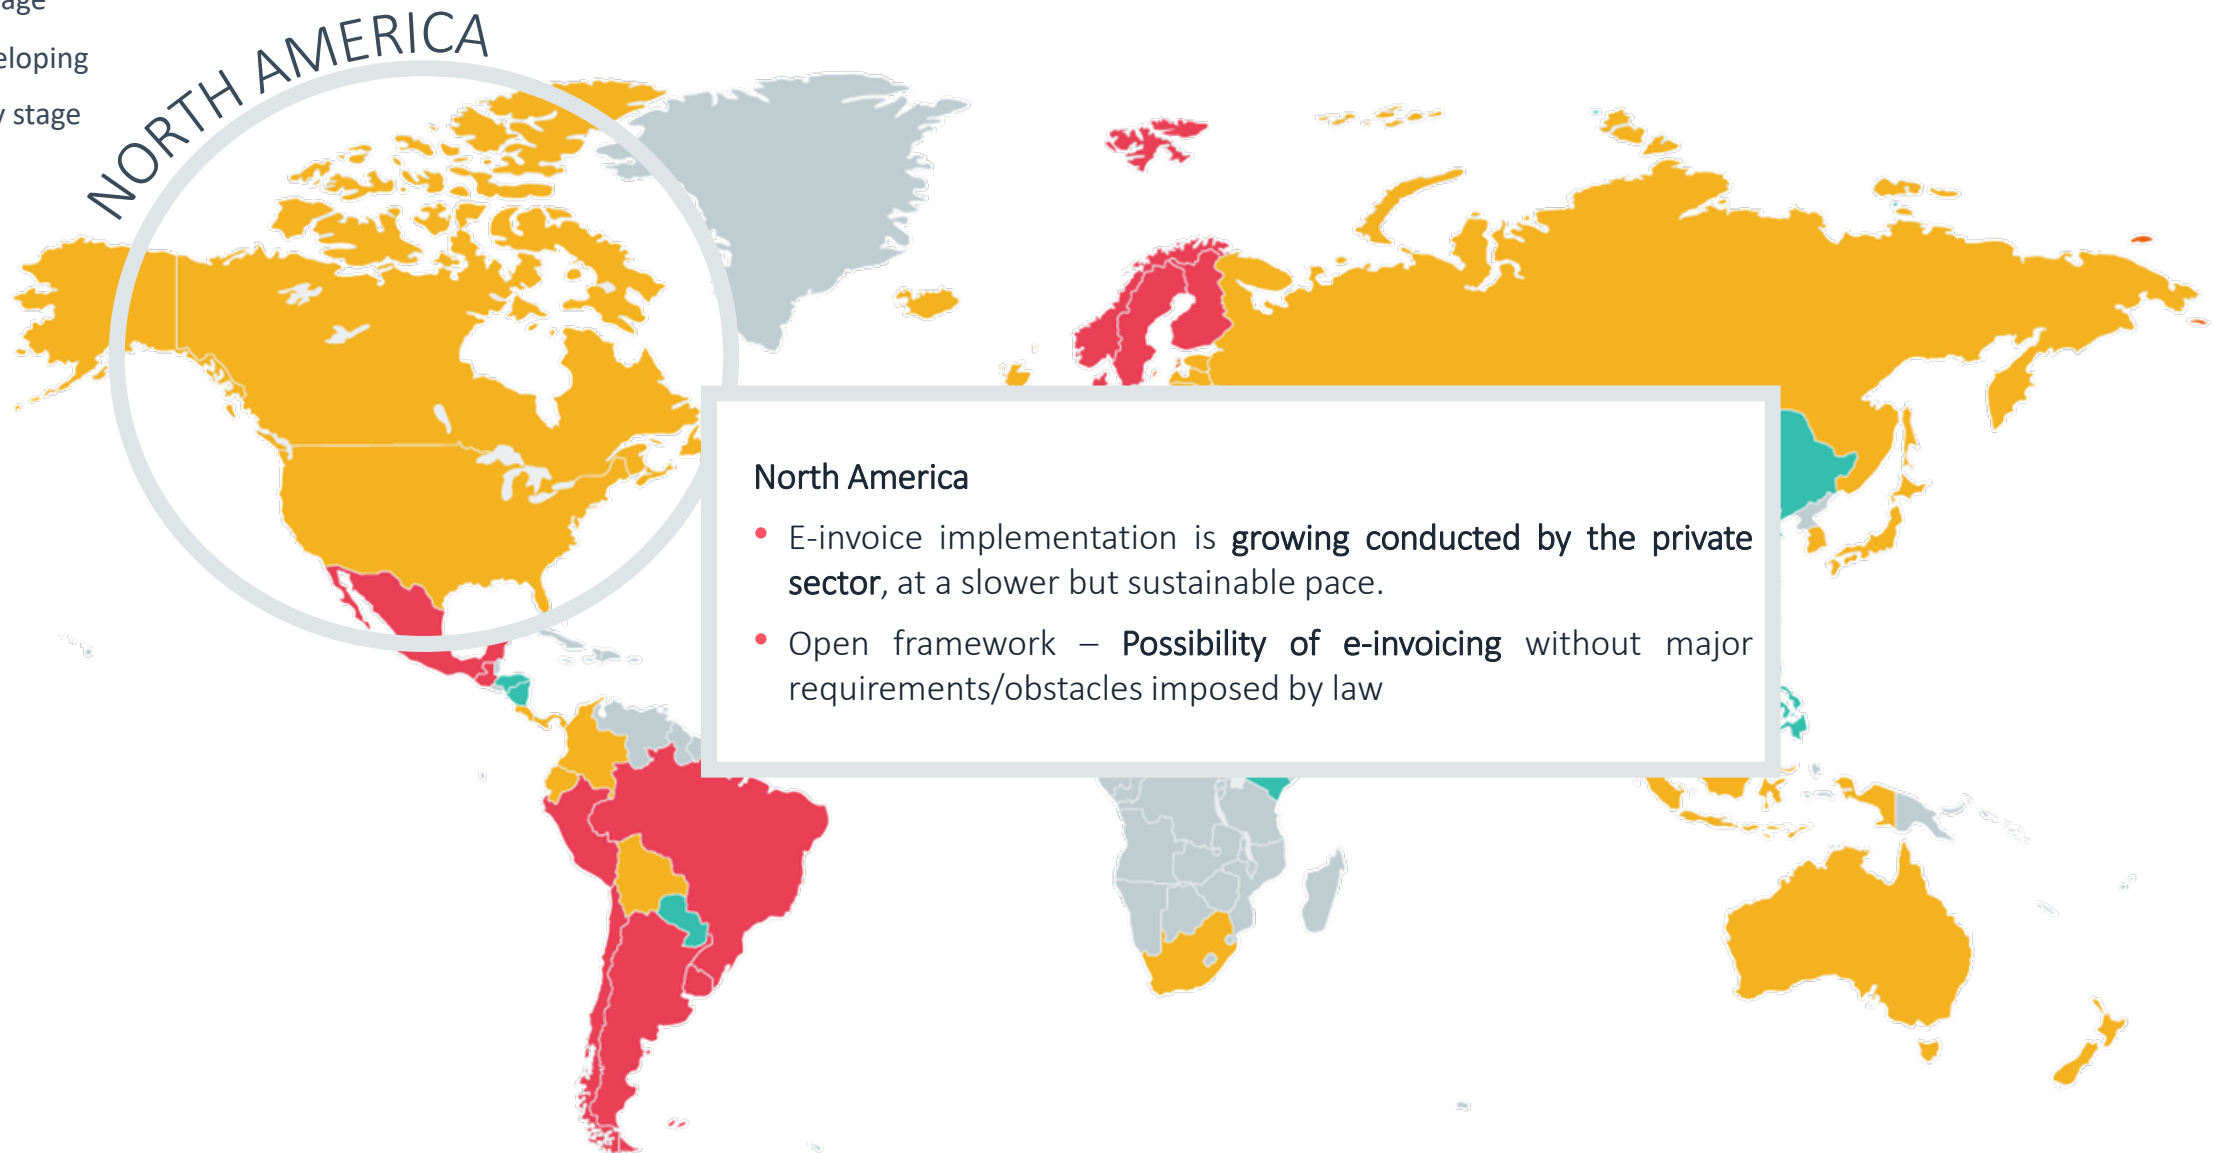 age
eloping
y stage
NORTH AMERICA
North America
• E-invoice implementation is growing conducted by the private
sector, at a slower but sustainable pace.
• Open framework – Possibility of e-invoicing without major
requirements/obstacles imposed by law